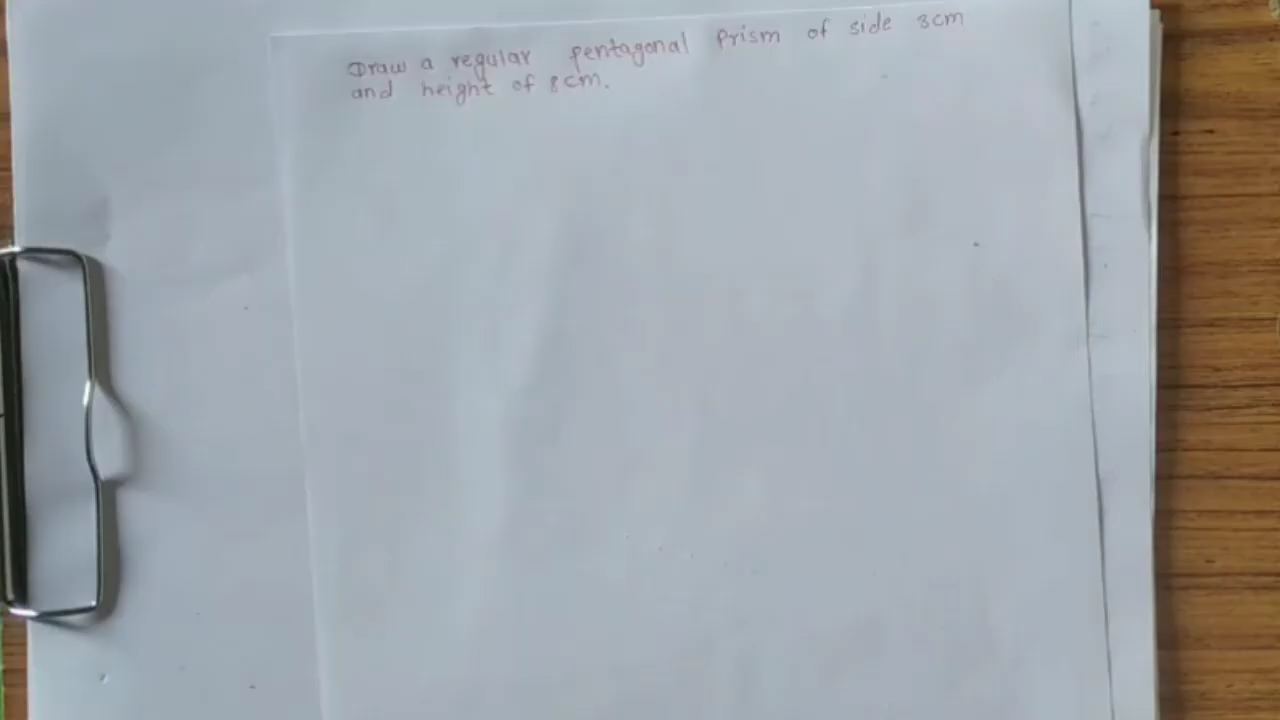 Draw a regular pentagonal Prism of side 3cm
and height of 8cm.